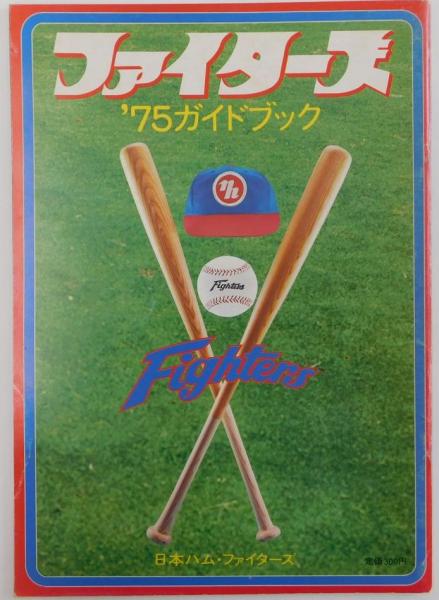 ファイターズ
'75ガイドブック
nh
Fighters
Fighters
日本ハム・ファイターズ
定価300円